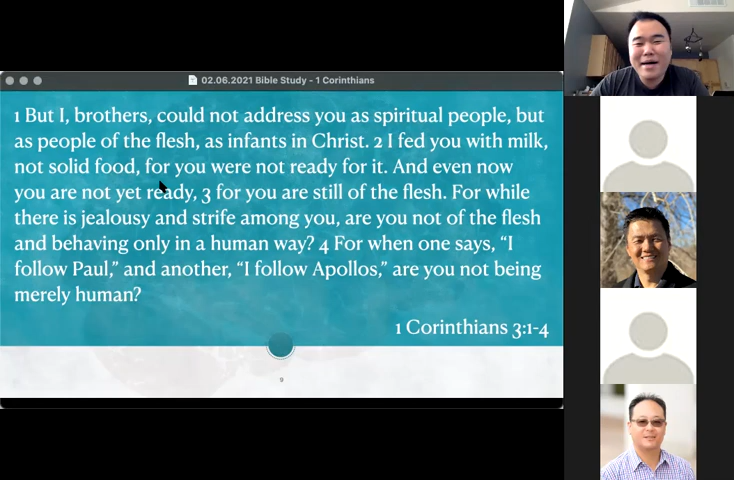 02.06.2021 Bible Study - 1 Corinthians
1 But I, brothers, could not address you as spiritual people, but
as people of the flesh, as infants in Christ. 2 I fed you with milk,
not solid food, for you were not ready for it. And even now
you are not yet ready, 3 for you are still of the flesh. For while
there is jealousy and strife among you, are you not of the flesh
and behaving only in a human way? 4 For when one says, “I
follow Paul,” and another, “I follow Apollos,” are you not being
merely human?
1 Corinthians 3:1-4
9